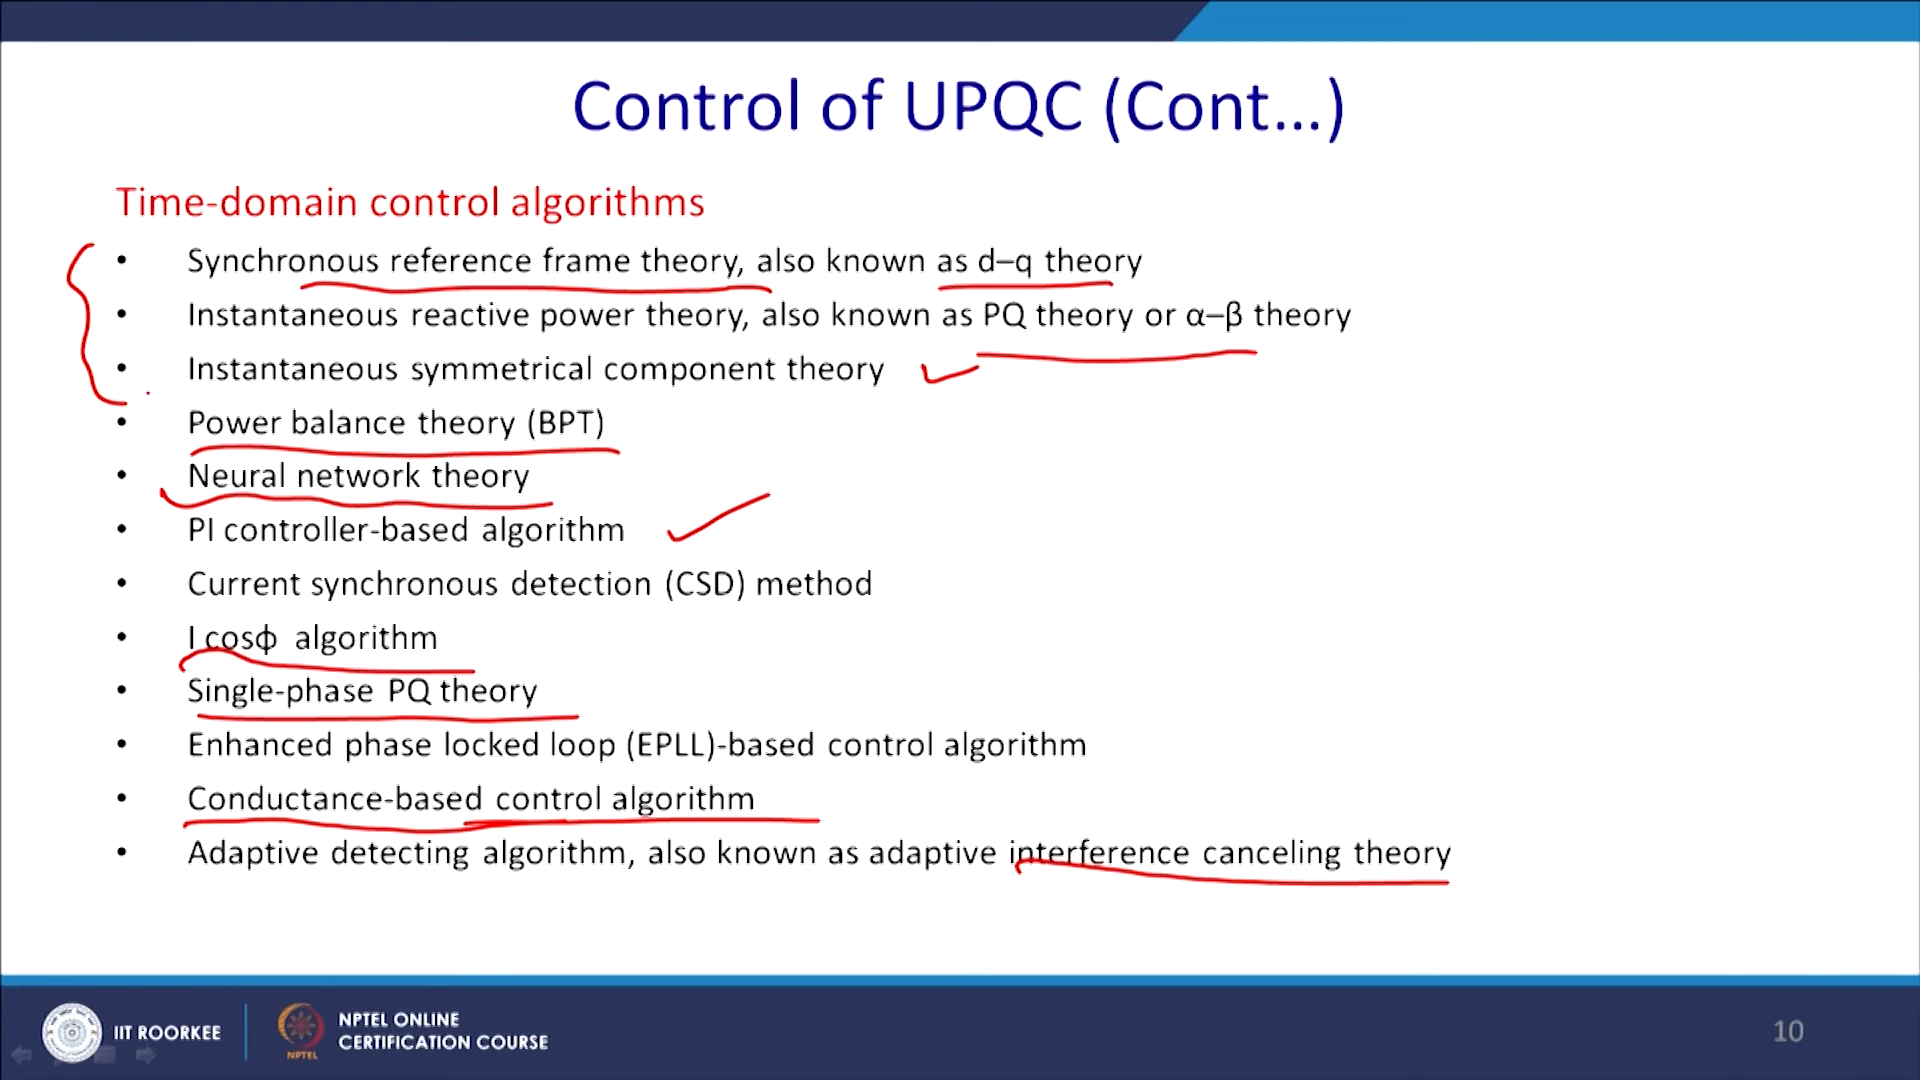 Control of UPQC (Cont...)
Time-domain control algorithms
• Synchronous reference frame theory, also known as d–q theory
• Instantaneous reactive power theory, also known as PQ theory or α–β theory
• Instantaneous symmetrical component theory
• Power balance theory (BPT)
• Neural network theory
• PI controller-based algorithm
• Current synchronous detection (CSD) method
• I cosϕ algorithm
• Single-phase PQ theory
• Enhanced phase locked loop (EPLL)-based control algorithm
• Conductance-based control algorithm
• Adaptive detecting algorithm, also known as adaptive interference canceling theory
IIT ROORKEE
NPTEL
NPTEL ONLINE
CERTIFICATION COURSE
10